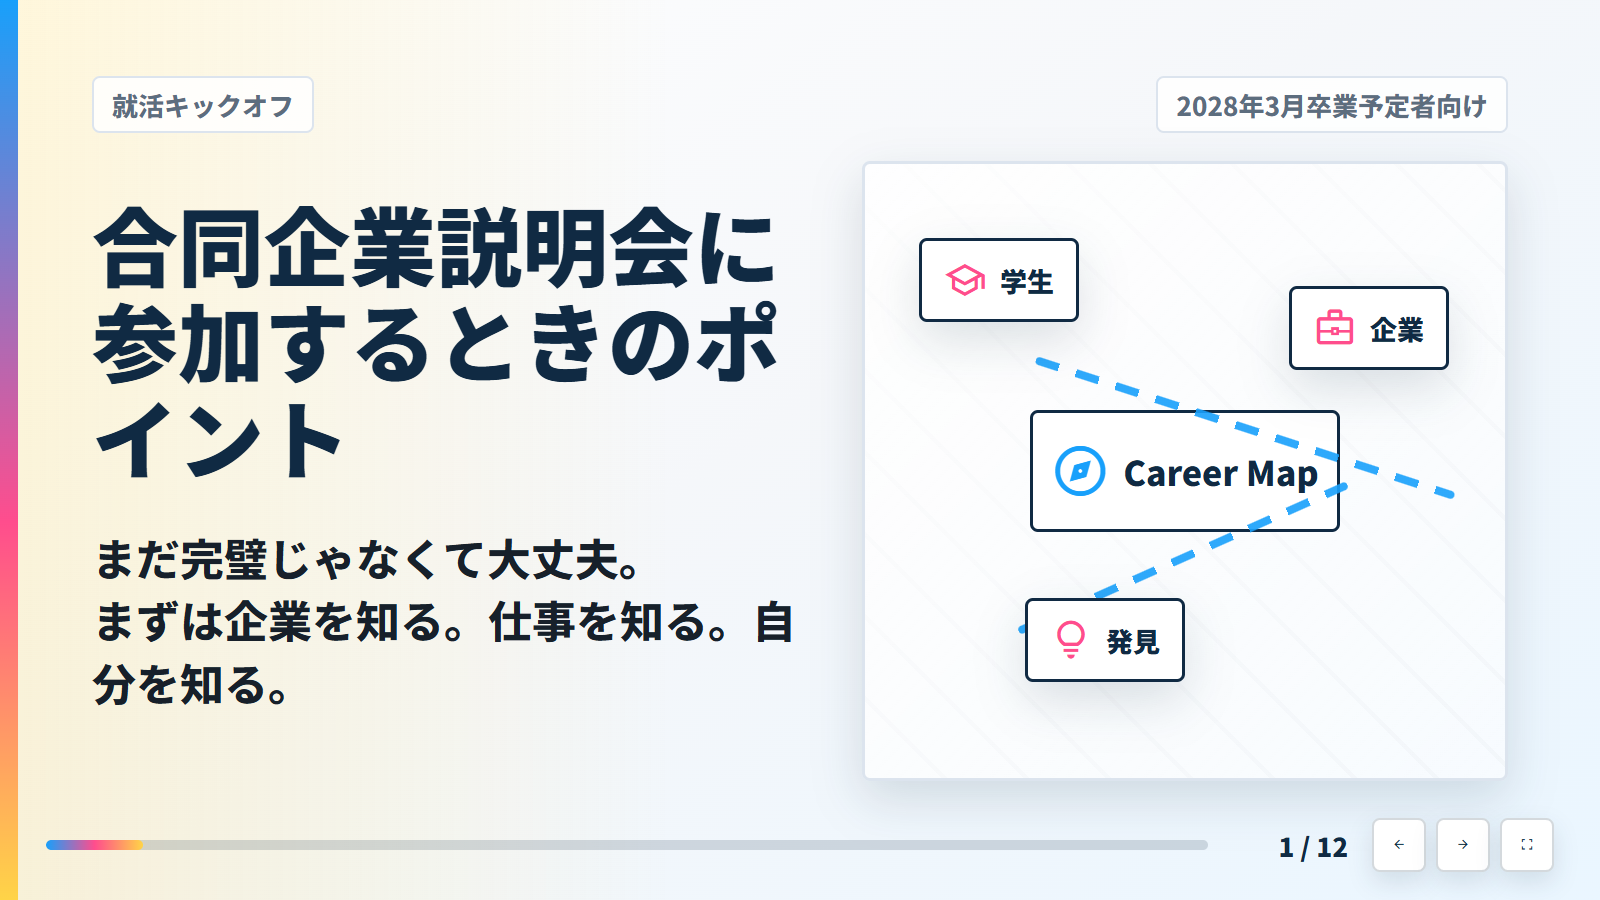 就活キックオフ
2028年3月卒業予定者向け
合同企業説明会に
参加するときのポ
イント
まだ完璧じゃなくて大丈夫。
まずは企業を知る。仕事を知る。自
分を知る。
学生
企業
Career Map
発見
1 / 12